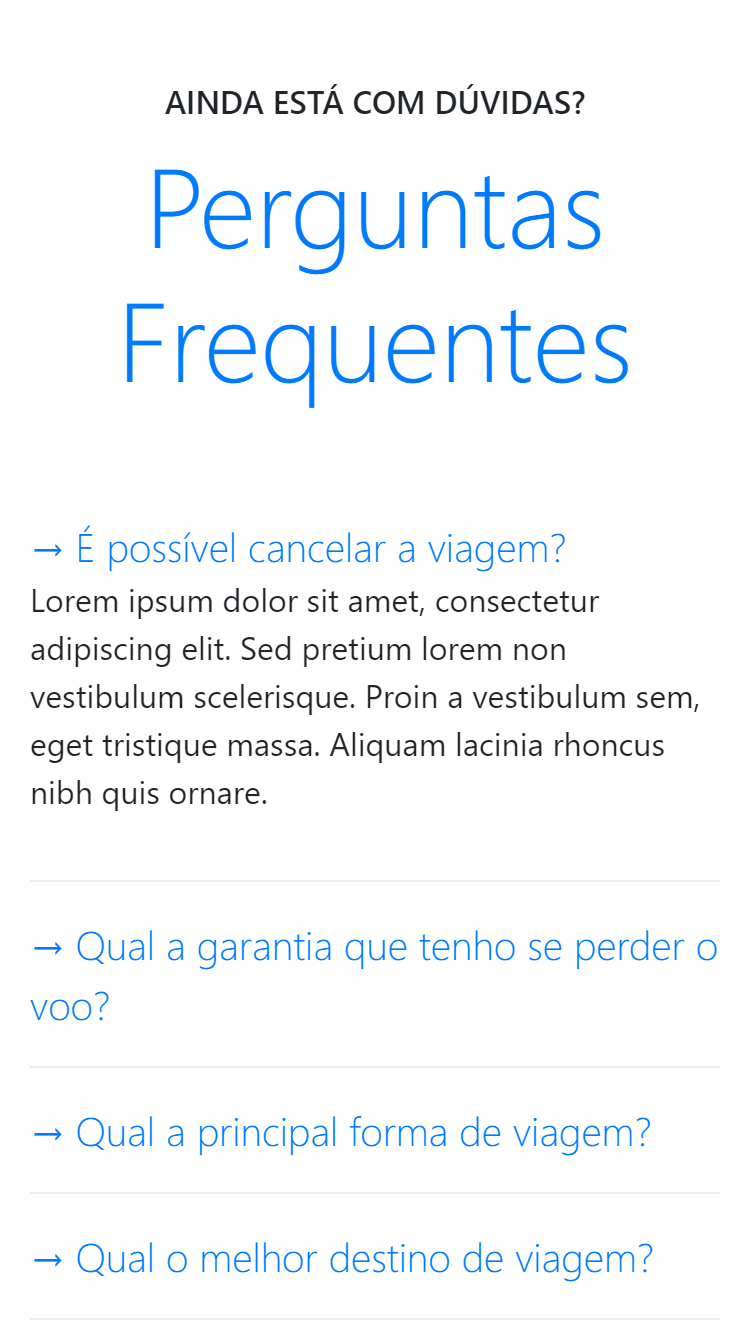 AINDA ESTÁ COM DÚVIDAS?
Perguntas
Frequentes
→ É possível cancelar a viagem?
Lorem ipsum dolor sit amet, consectetur
adipiscing elit. Sed pretium lorem non
vestibulum scelerisque. Proin a vestibulum sem,
eget tristique massa. Aliquam lacinia rhoncus
nibh quis ornare.
→ Qual a garantia que tenho se perder o
voo?
→ Qual a principal forma de viagem?
→ Qual o melhor destino de viagem?